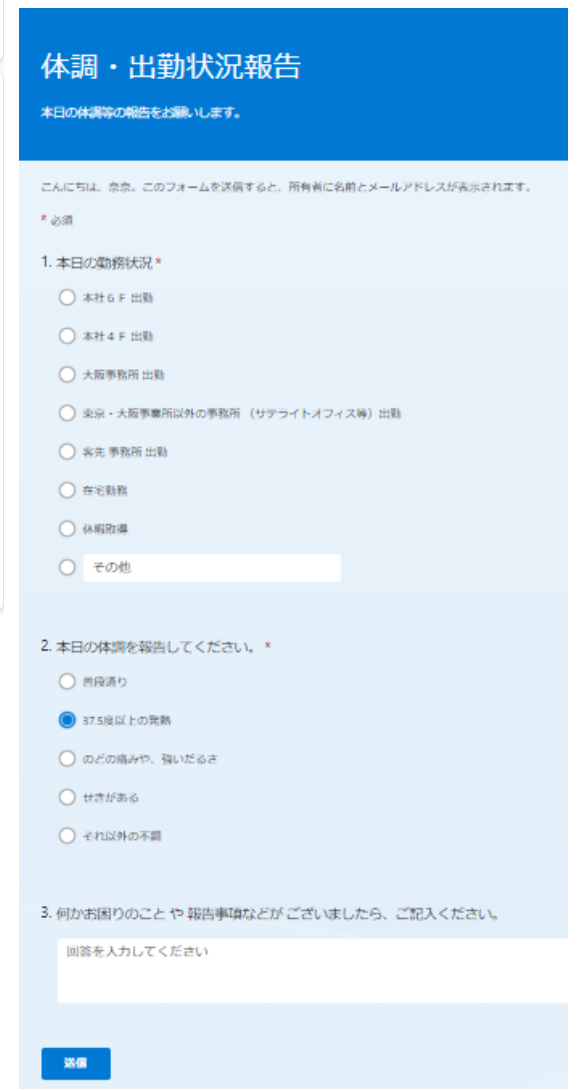 体調・出勤状況報告
本日の体調等の報告をお願いします。
こんにちは、奈奈。このフォームを送信すると、所有者に名前とメールアドレスが表示されます。
* 必須
1. 本日の勤務状況 *
本社６Ｆ 出勤
本社４Ｆ 出勤
大阪事務所 出勤
東京・大阪事業所以外の事務所 （サテライトオフィス等）出勤
客先 事務所 出勤
在宅勤務
休暇取得
その他
2. 本日の体調を報告してください。 *
普段通り
37.5度以上の発熱
のどの痛みや、強いだるさ
せきがある
それ以外の不調
3. 何かお困りのこと や 報告事項などが ございましたら、ご記入ください。
回答を入力してください
送信